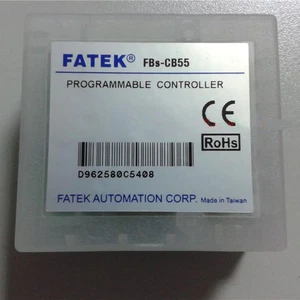 FATEK® FBs-CB55
PROGRAMMABLE CONTROLLER
CE
RoHs
D962580C5408
FATEK AUTOMATION CORP. Made in Taiwan